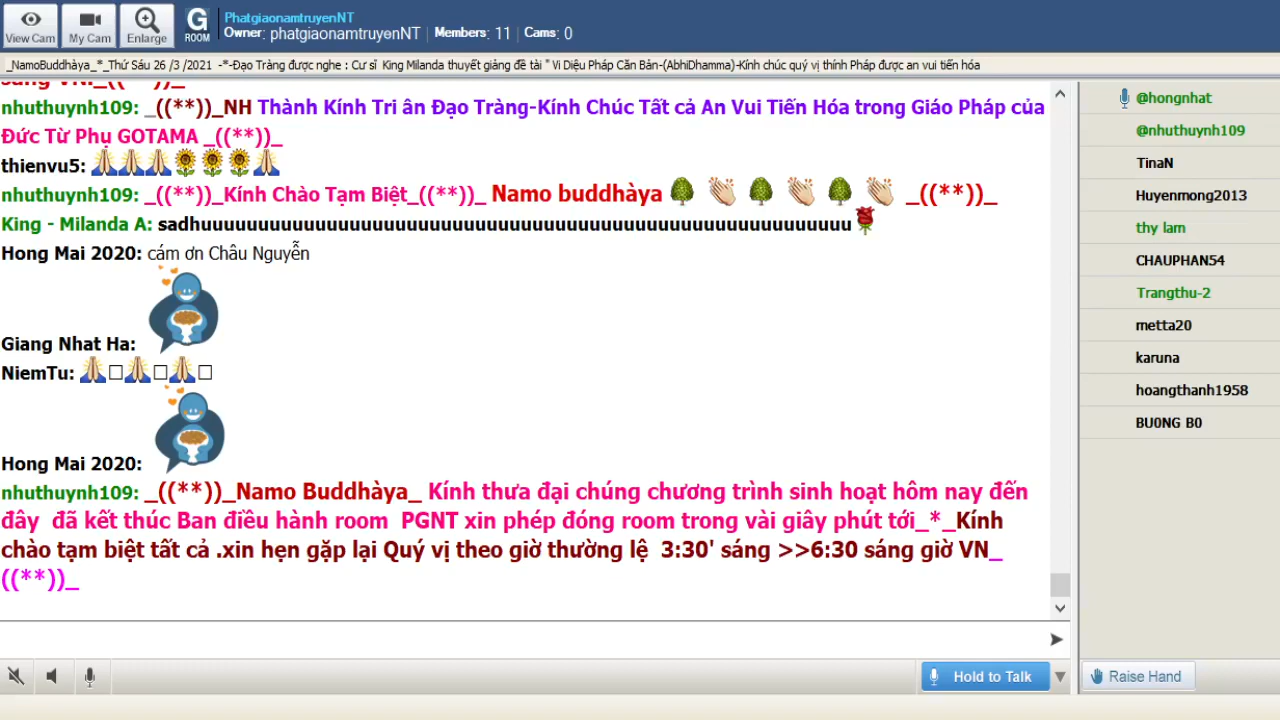 View Cam
My Cam
Enlarge
G
ROOM
PhatgiaonamtruyenNT
Owner: phatgiaonamtruyenNT | Members: 11 | Cams: 0
_NamoBuddhàya_*_Thứ Sáu 26 /3 /2021 -*-Đạo Tràng được nghe : Cư sĩ King Milanda thuyết giảng đề tài " Vi Diệu Pháp Căn Bản-(AbhiDhamma)-Kính chúc quý vị thính Pháp được an vui tiến hóa
sáng VN._((**))_
nhuthuynh109: _((**))_NH Thành Kính Tri ân Đạo Tràng-Kính Chúc Tất cả An Vui Tiến Hóa trong Giáo Pháp của
Đức Từ Phụ GOTAMA _((**))_
thienvu5: 🙏🙏🙏🌻🌻🌻🙏
nhuthuynh109: _((**))_Kính Chào Tạm Biệt_((**))_ Namo buddhàya 🌳 👏 🌳 👏 🌳 👏 _((**))_
King - Milanda A: sadhuuuuuuuuuuuuuuuuuuuuuuuuuuuuuuuuuuuuuuuuuuuuuuuuuuuuuuuuu🌹
Hong Mai 2020: cám ơn Châu Nguyễn
Giang Nhat Ha:
NiemTu: 🙏□🙏□🙏□
Hong Mai 2020:
nhuthuynh109: _((**))_Namo Buddhàya_ Kính thưa đại chúng chương trình sinh hoạt hôm nay đến
đây đã kết thúc Ban điều hành room PGNT xin phép đóng room trong vài giây phút tới_*_Kính
chào tạm biệt tất cả .xin hẹn gặp lại Quý vị theo giờ thường lệ 3:30' sáng >>6:30 sáng giờ VN_
((**))_
@hongnhat
@nhuthuynh109
TinaN
Huyenmong2013
thy lam
CHAUPHAN54
Trangthu-2
metta20
karuna
hoangthanh1958
BU0NG B0
Hold to Talk
Raise Hand